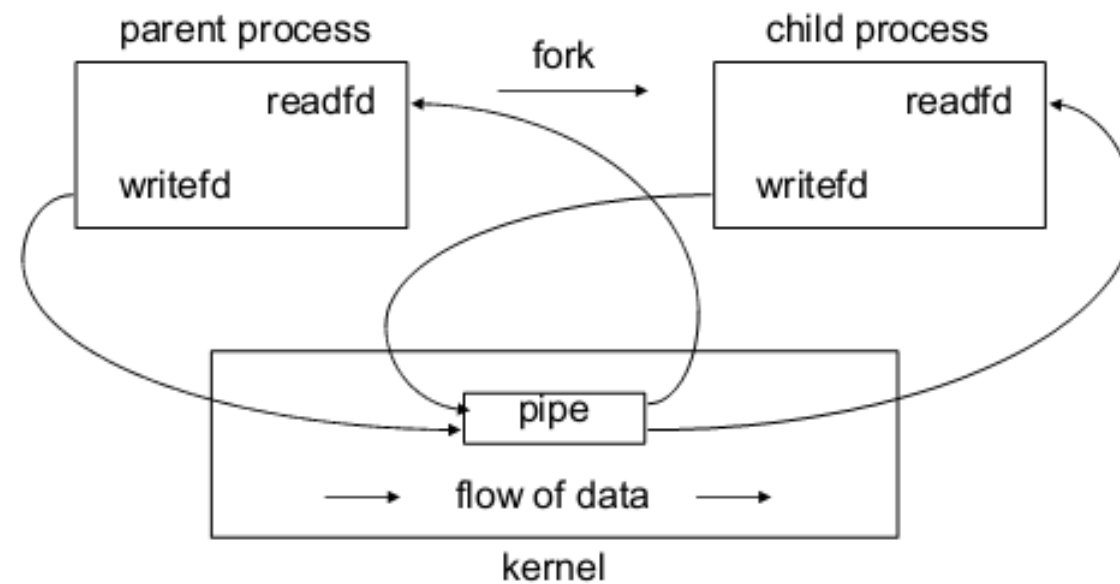 parent process
fork
child process
readfd
writefd
readfd
writefd
pipe
flow of data
kernel